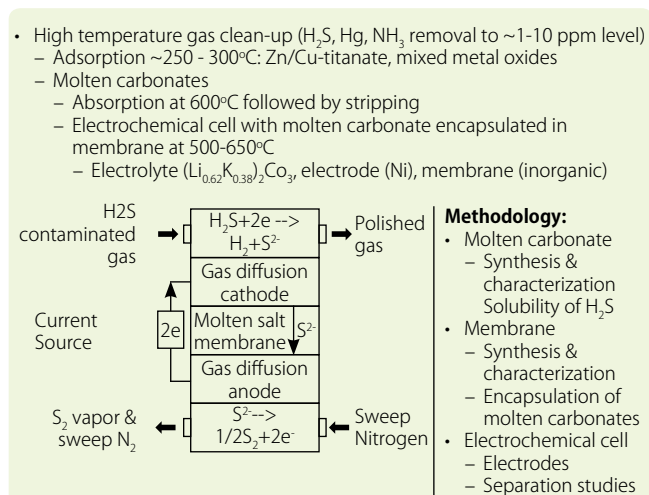 • High temperature gas clean-up (H₂S, Hg, NH₃ removal to ~1-10 ppm level)
– Adsorption ~250 - 300ºC: Zn/Cu-titanate, mixed metal oxides
– Molten carbonates
– Absorption at 600ºC followed by stripping
– Electrochemical cell with molten carbonate encapsulated in
membrane at 500-650ºC
– Electrolyte (Li₀.₆₂K₀.₃₈)₂Co₃, electrode (Ni), membrane (inorganic)
H2S
contaminated
gas
H₂S+2e -->
H₂+S²⁻
Polished
gas
Gas diffusion
cathode
Current
Source
2e
Molten salt
membrane
S²⁻
Gas diffusion
anode
S₂ vapor &
sweep N₂
S²⁻-->
1/2S₂+2e⁻
Sweep
Nitrogen
Methodology:
• Molten carbonate
– Synthesis &
characterization
Solubility of H₂S
• Membrane
– Synthesis &
characterization
– Encapsulation of
molten carbonates
• Electrochemical cell
– Electrodes
– Separation studies